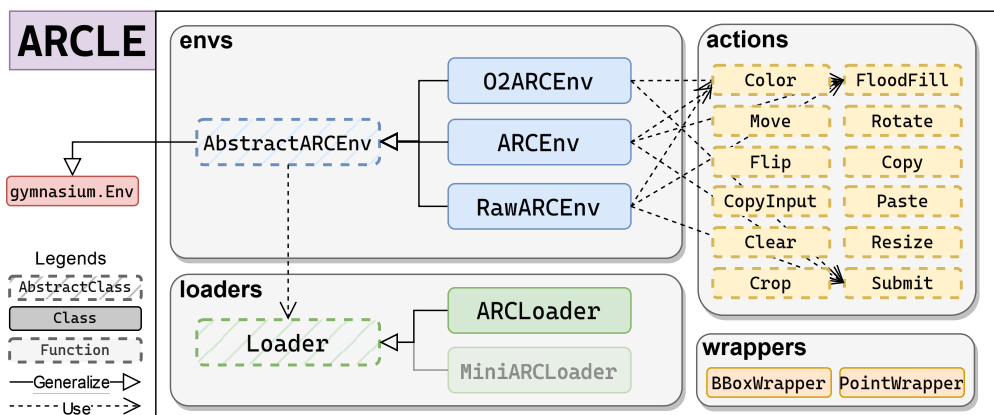 ARCLE
envs
O2ARCEnv
AbstractARCEnv
ARCEnv
RawARCEnv
gymnasium.Env
actions
Color
FloodFill
Move
Rotate
Flip
Copy
CopyInput
Paste
Clear
Resize
Crop
Submit
Legends
AbstractClass
Class
Function
Generalize
Use
loaders
ARCLoader
Loader
MiniARCLoader
wrappers
BBoxWrapper
PointWrapper